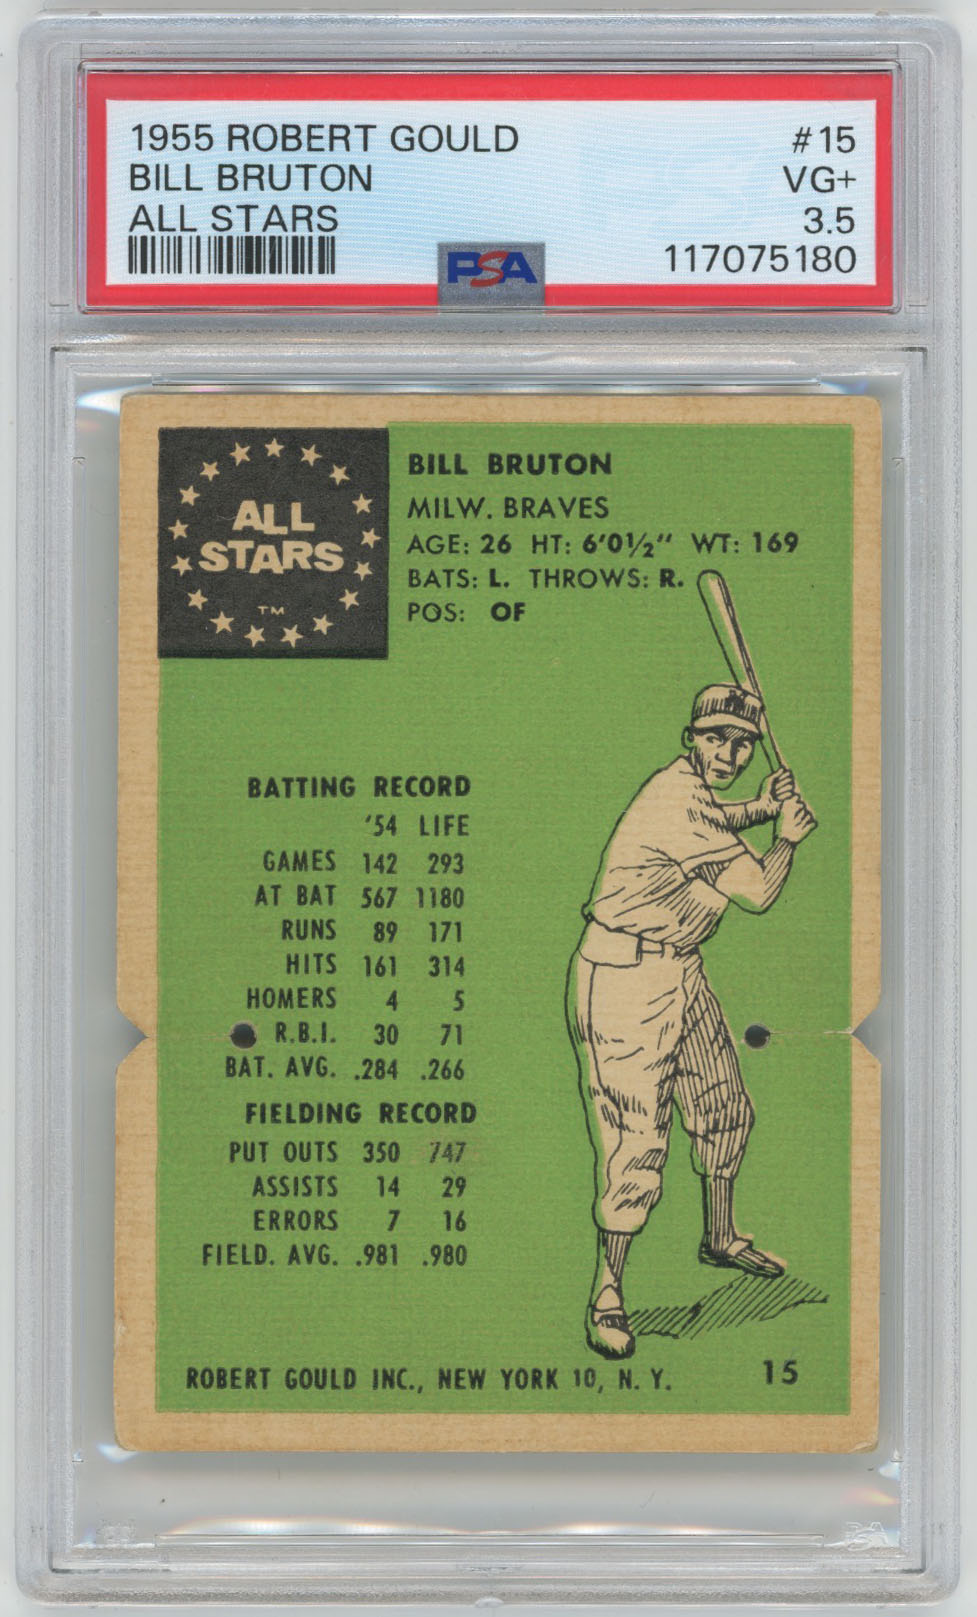 1955 ROBERT GOULD #15
BILL BRUTON VG+
ALL STARS 3.5
PSA 117075180
ALL
STARS
TM
BILL BRUTON
MILW. BRAVES
AGE: 26 HT: 6'0½" WT: 169
BATS: L. THROWS: R.
POS: OF
BATTING RECORD
'54 LIFE
GAMES 142 293
AT BAT 567 1180
RUNS 89 171
HITS 161 314
HOMERS 4 5
R.B.I. 30 71
BAT. AVG. .284 .266
FIELDING RECORD
PUT OUTS 350 747
ASSISTS 14 29
ERRORS 7 16
FIELD. AVG. .981 .980
ROBERT GOULD INC., NEW YORK 10, N. Y. 15
PSA